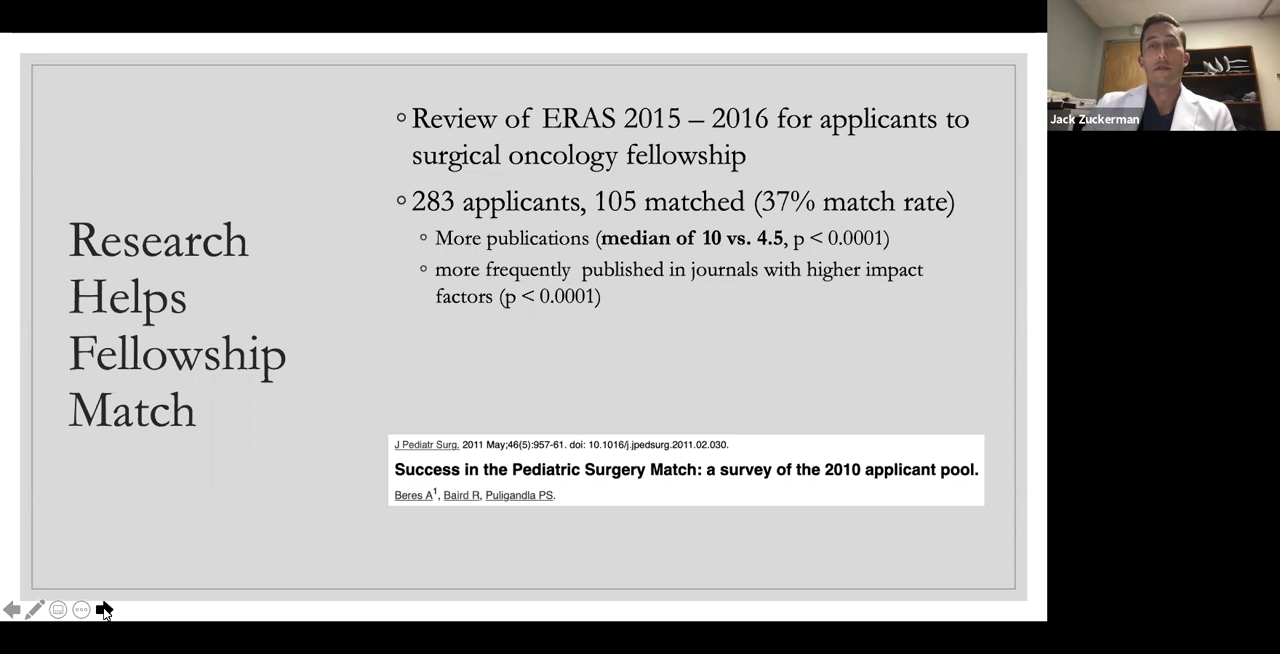 Research
Helps
Fellowship
Match
Review of ERAS 2015 – 2016 for applicants to
surgical oncology fellowship
283 applicants, 105 matched (37% match rate)
More publications (median of 10 vs. 4.5, p < 0.0001)
more frequently published in journals with higher impact
factors (p < 0.0001)
J Pediatr Surg. 2011 May;46(5):957-61. doi: 10.1016/j.jpedsurg.2011.02.030.
Success in the Pediatric Surgery Match: a survey of the 2010 applicant pool.
Beres A1, Baird R, Puligandla PS.
Jack Zuckerman